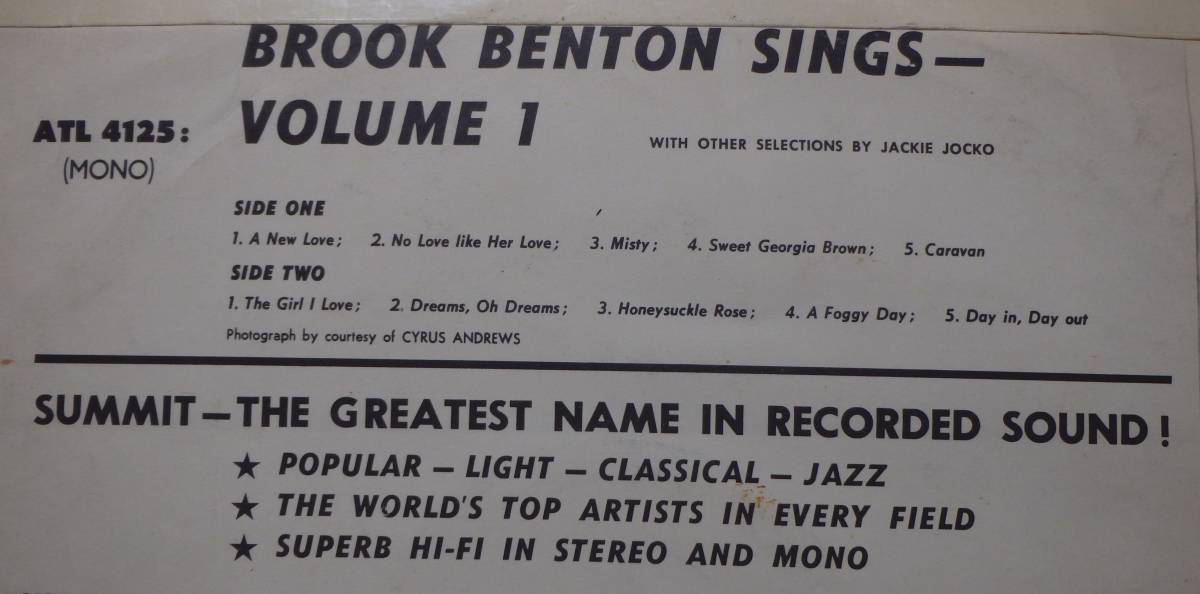 BROOK BENTON SINGS—
ATL 4125: VOLUME 1
(MONO) WITH OTHER SELECTIONS BY JACKIE JOCKO
SIDE ONE
1. A New Love; 2. No Love like Her Love; 3. Misty; 4. Sweet Georgia Brown; 5. Caravan
SIDE TWO
1. The Girl I Love; 2. Dreams, Oh Dreams; 3. Honeysuckle Rose; 4. A Foggy Day; 5. Day in, Day out
Photograph by courtesy of CYRUS ANDREWS
SUMMIT—THE GREATEST NAME IN RECORDED SOUND!
★ POPULAR — LIGHT — CLASSICAL — JAZZ
★ THE WORLD'S TOP ARTISTS IN EVERY FIELD
★ SUPERB HI-FI IN STEREO AND MONO